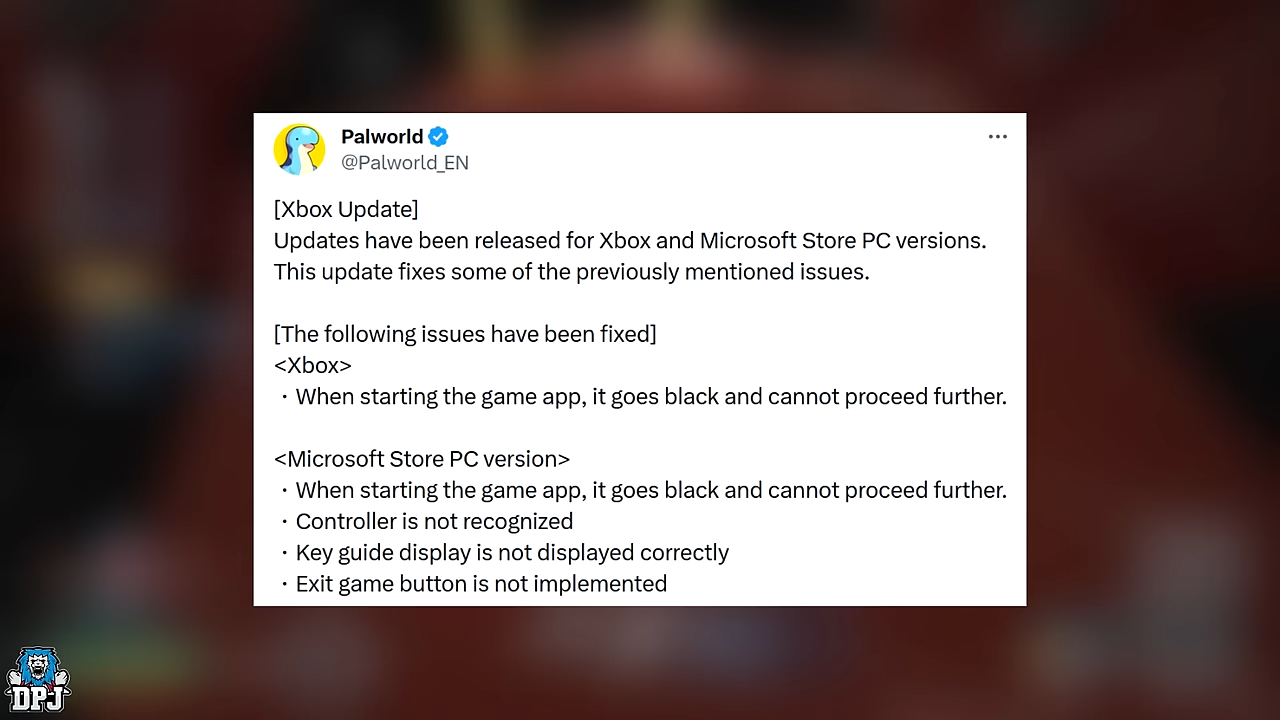 Palworld
@Palworld_EN
[Xbox Update]
Updates have been released for Xbox and Microsoft Store PC versions.
This update fixes some of the previously mentioned issues.
[The following issues have been fixed]
<Xbox>
・When starting the game app, it goes black and cannot proceed further.
<Microsoft Store PC version>
・When starting the game app, it goes black and cannot proceed further.
・Controller is not recognized
・Key guide display is not displayed correctly
・Exit game button is not implemented
DPJ